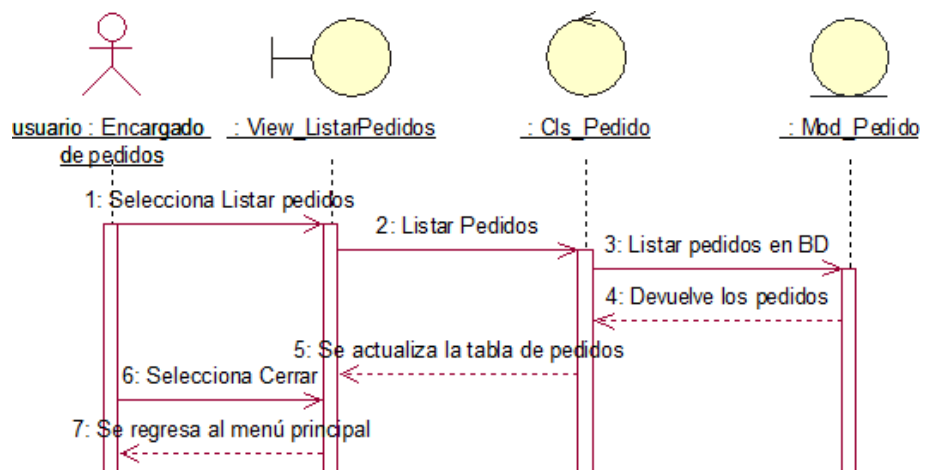 usuario : Encargado
de pedidos
: View_ListarPedidos
: Cls_Pedido
: Mod_Pedido
1: Selecciona Listar pedidos
2: Listar Pedidos
3: Listar pedidos en BD
4: Devuelve los pedidos
5: Se actualiza la tabla de pedidos
6: Selecciona Cerrar
7: Se regresa al menú principal